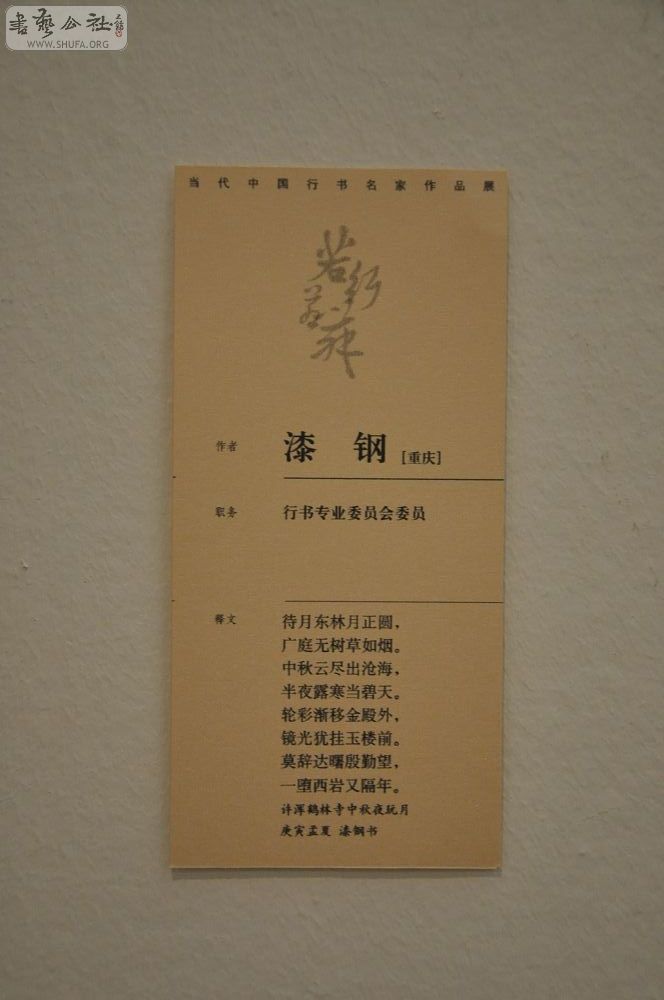 書藝公社
WWW.SHUFA.ORG
当代中国行书名家作品展
作者 漆 钢 [重庆]
职务 行书专业委员会委员
释文 待月东林月正圆，
广庭无树草如烟。
中秋云尽出沧海，
半夜露寒当碧天。
轮彩渐移金殿外，
镜光犹挂玉楼前。
莫辞达曙殷勤望，
一堕西岩又隔年。
许浑鹤林寺中秋夜玩月
庚寅孟夏 漆钢书